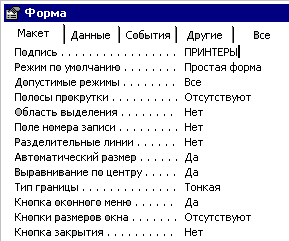 Форма
Макет Данные События Другие Все
Подпись . . . . . . . . . . . . . . . . ПРИНТЕРЫ
Режим по умолчанию . . . . . . . Простая форма
Допустимые режимы . . . . . . . Все
Полосы прокрутки . . . . . . . . . Отсутствуют
Область выделения . . . . . . . . Нет
Поле номера записи . . . . . . . . Нет
Разделительные линии . . . . . . Нет
Автоматический размер . . . . . Да
Выравнивание по центру . . . . . Да
Тип границы . . . . . . . . . . . . . Тонкая
Кнопка оконного меню . . . . . . Да
Кнопки размеров окна . . . . . . Отсутствуют
Кнопка закрытия . . . . . . . . . . Нет